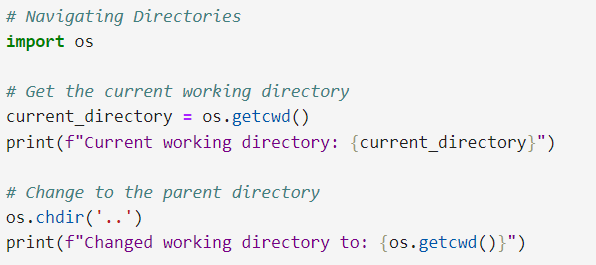 # Navigating Directories
import os
# Get the current working directory
current_directory = os.getcwd()
print(f"Current working directory: {current_directory}")
# Change to the parent directory
os.chdir('..')
print(f"Changed working directory to: {os.getcwd()}")